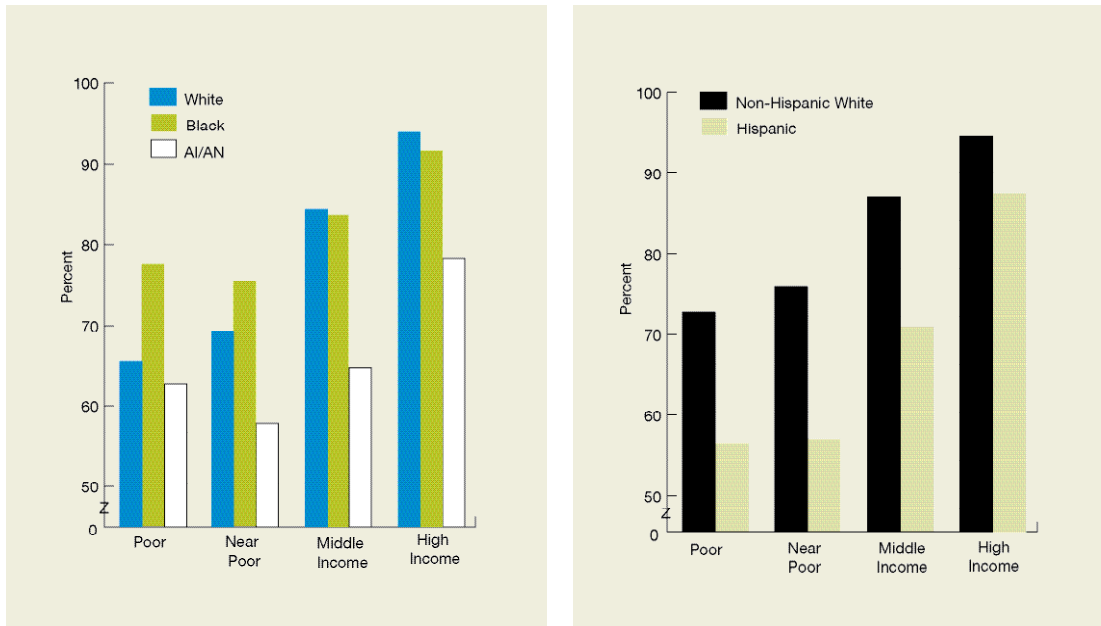 100
90
80
70
60
50
0
Percent
White
Black
AI/AN
Poor
Near
Poor
Middle
Income
High
Income
100
90
80
70
60
50
0
Percent
Non-Hispanic White
Hispanic
Poor
Near
Poor
Middle
Income
High
Income